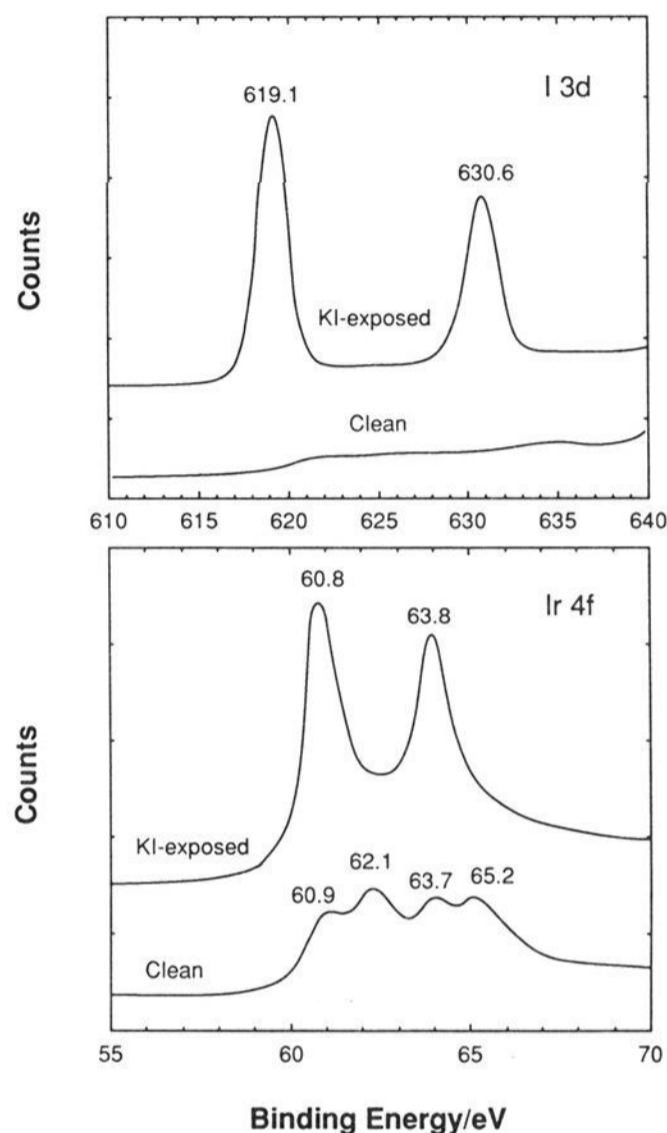 I 3d
619.1
630.6
KI-exposed
Clean
Counts
610 615 620 625 630 635 640
Ir 4f
60.8
63.8
KI-exposed
60.9 62.1 63.7 65.2
Clean
Counts
55 60 65 70
Binding Energy/eV